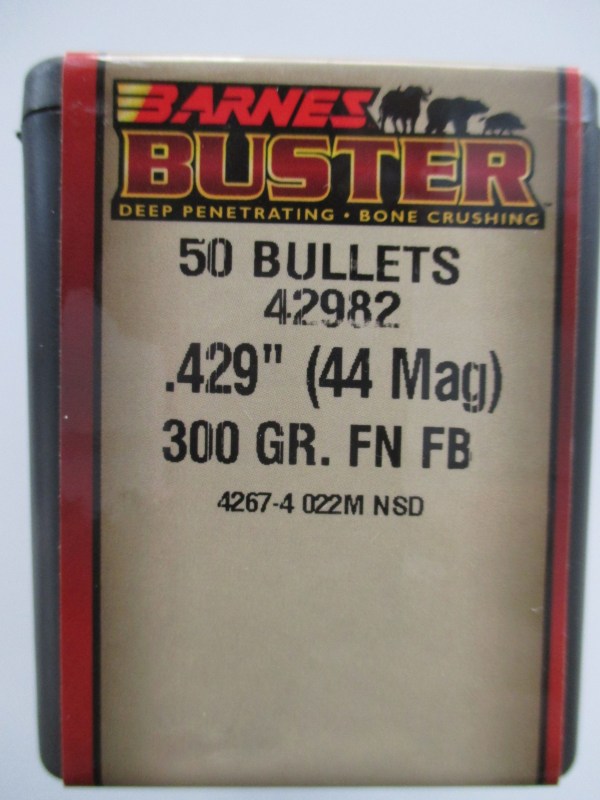 BARNES
BUSTER
DEEP PENETRATING • BONE CRUSHING
50 BULLETS
42982
.429" (44 Mag)
300 GR. FN FB
4267-4 022M NSD